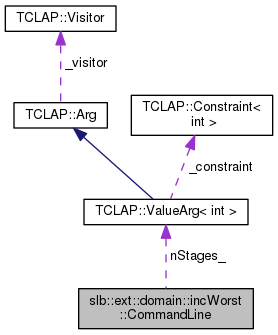 TCLAP::Visitor
_visitor
TCLAP::Arg
TCLAP::Constraint<
int >
_constraint
TCLAP::ValueArg< int >
nStages_
slb::ext::domain::incWorst
::CommandLine